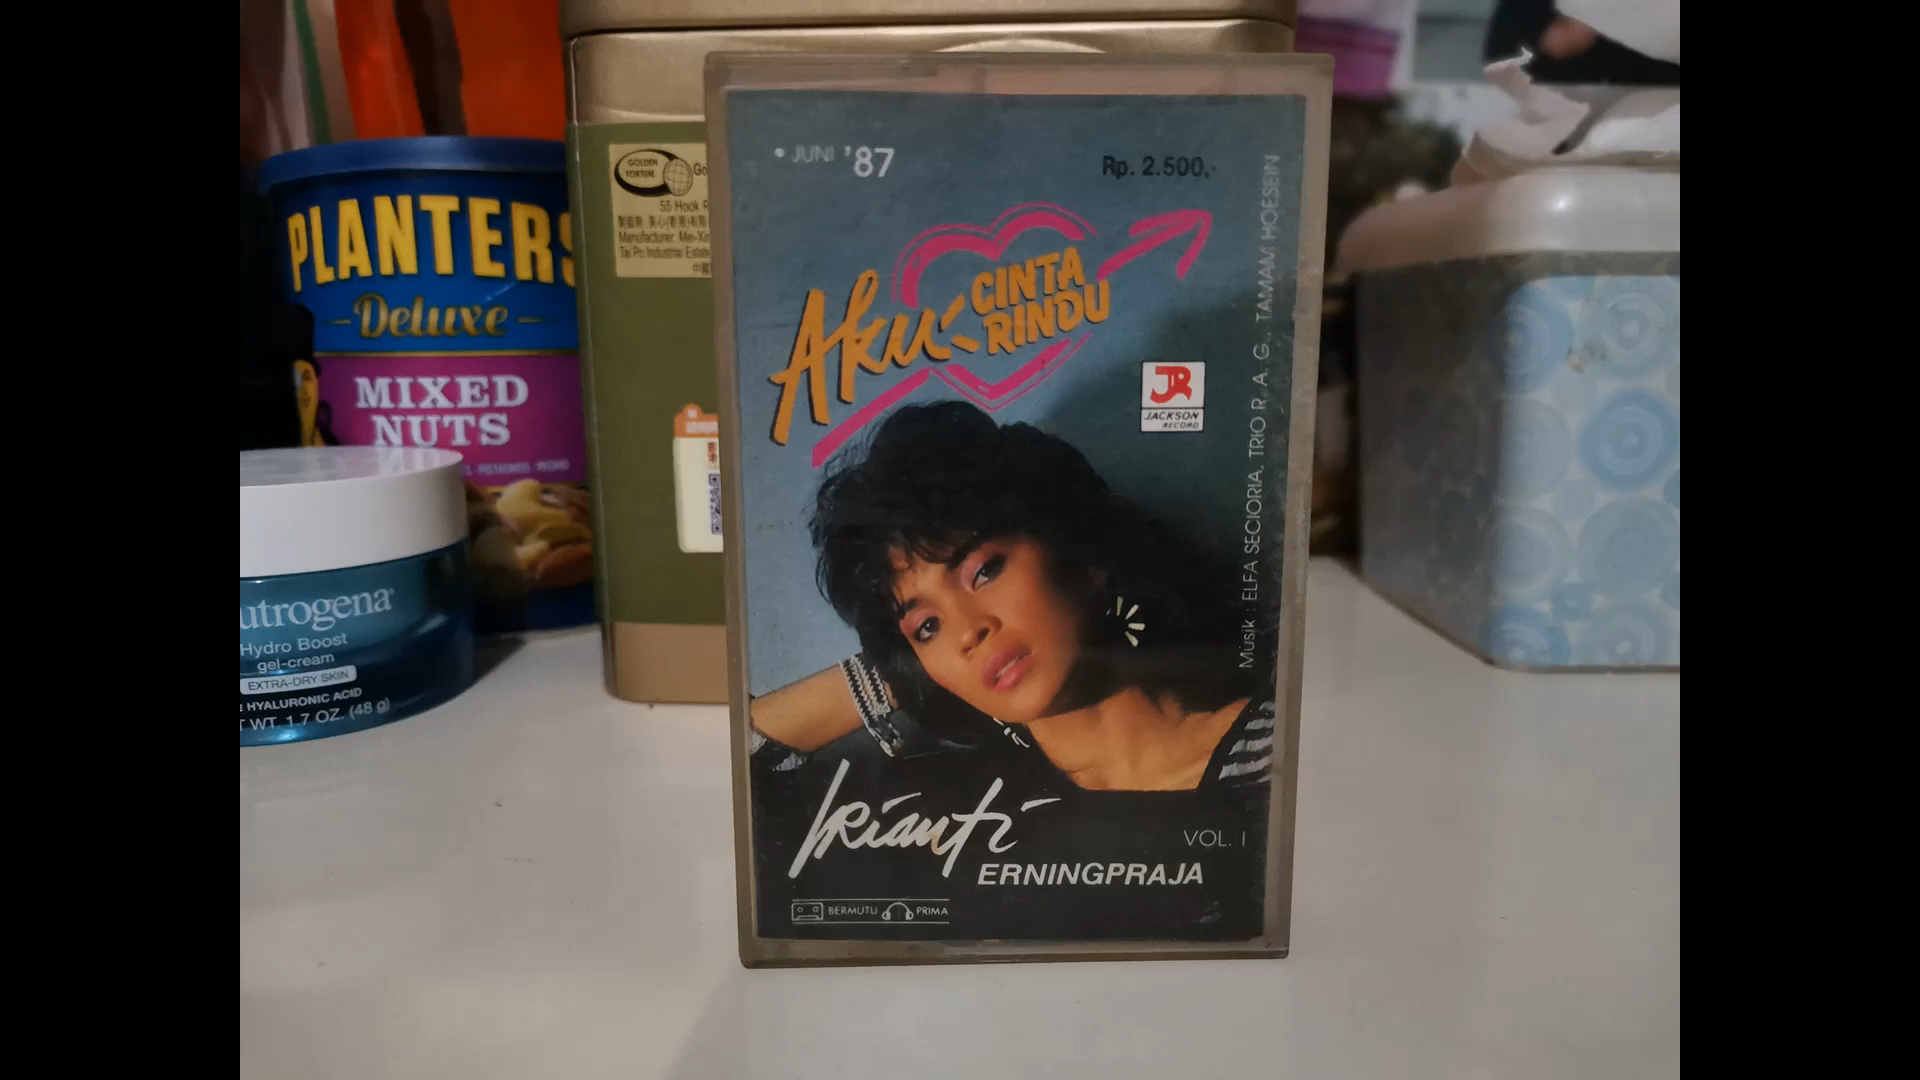 • JUNI '87
Rp. 2.500,-
Aku CINTA
RINDU
JR
JACKSON
RECORD
Musik : ELFA SECIORIA, TRIO R. A. G., TAMAM HOESEIN
Irianti
ERNINGPRAJA
VOL. I
BERMUTU PRIMA
PLANTERS
Deluxe
MIXED
NUTS
PISTACHIOS
GOLDEN
FORTUNE
Go
55 Hook R
Manufacturer: Mei-Xin
Tai Po Industrial Estate
utrogena
Hydro Boost
gel-cream
EXTRA-DRY SKIN
HYALURONIC ACID
WT. 1.7 OZ. (48 g)